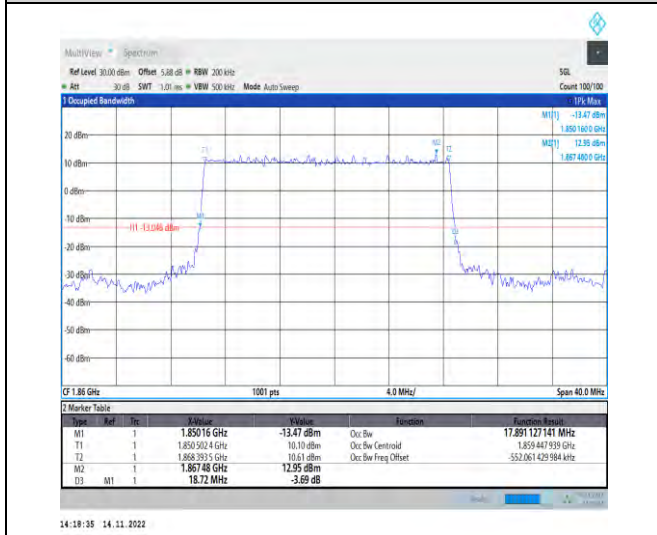 MultiView Spectrum
Ref Level 30.00 dBm Offset 5.88 dB RBW 200 kHz SGL
Att 30 dB SWT 1.01 ms VBW 500 kHz Mode Auto Sweep Count 100/100
1 Occupied Bandwidth 1Pk Max
M1[1] -13.47 dBm
1.850 160 0 GHz
M2[1] 12.95 dBm
1.867 480 0 GHz
20 dBm
M2
T1
T2
10 dBm
0 dBm
-10 dBm
M1
H1 -13.046 dBm
D3
-20 dBm
-30 dBm
-40 dBm
-50 dBm
-60 dBm
CF 1.86 GHz 1001 pts 4.0 MHz/ Span 40.0 MHz
2 Marker Table
Type Ref Trc X-Value Y-Value Function Function Result
M1 1 1.85016 GHz -13.47 dBm Occ Bw 17.891 127 141 MHz
T1 1 1.850 502 4 GHz 10.10 dBm Occ Bw Centroid 1.859 447 939 GHz
T2 1 1.868 393 5 GHz 10.61 dBm Occ Bw Freq Offset -552.061 429 984 kHz
M2 1 1.86748 GHz 12.95 dBm
D3 M1 1 18.72 MHz -3.69 dB
14:18:35 14.11.2022